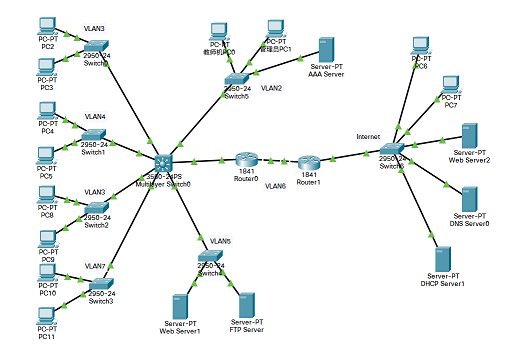 VLAN3
PC-PT
PC2
2950-24
PC-PT
PC3
VLAN4
PC-PT
PC4
2950-24
Switch1
PC-PT
PC5
VLAN3
PC-PT
PC8
2950-24
Switch2
PC-PT
PC9
VLAN7
PC-PT
PC10
2950-24
Switch3
PC-PT
PC11
PC-PT
教师机PC0
PC-PT
管理员PC1
2950-24
Switch5
VLAN2
Server-PT
AAA Server
Multilayer Switch0
1841
Router0
VLAN6
1841
Router1
VLAN5
2950-24
Switch4
Server-PT
Web Server1
Server-PT
FTP Server
Internet
PC-PT
PC6
PC-PT
PC7
2950-24
Server-PT
Web Server2
Server-PT
DNS Server0
Server-PT
DHCP Server1